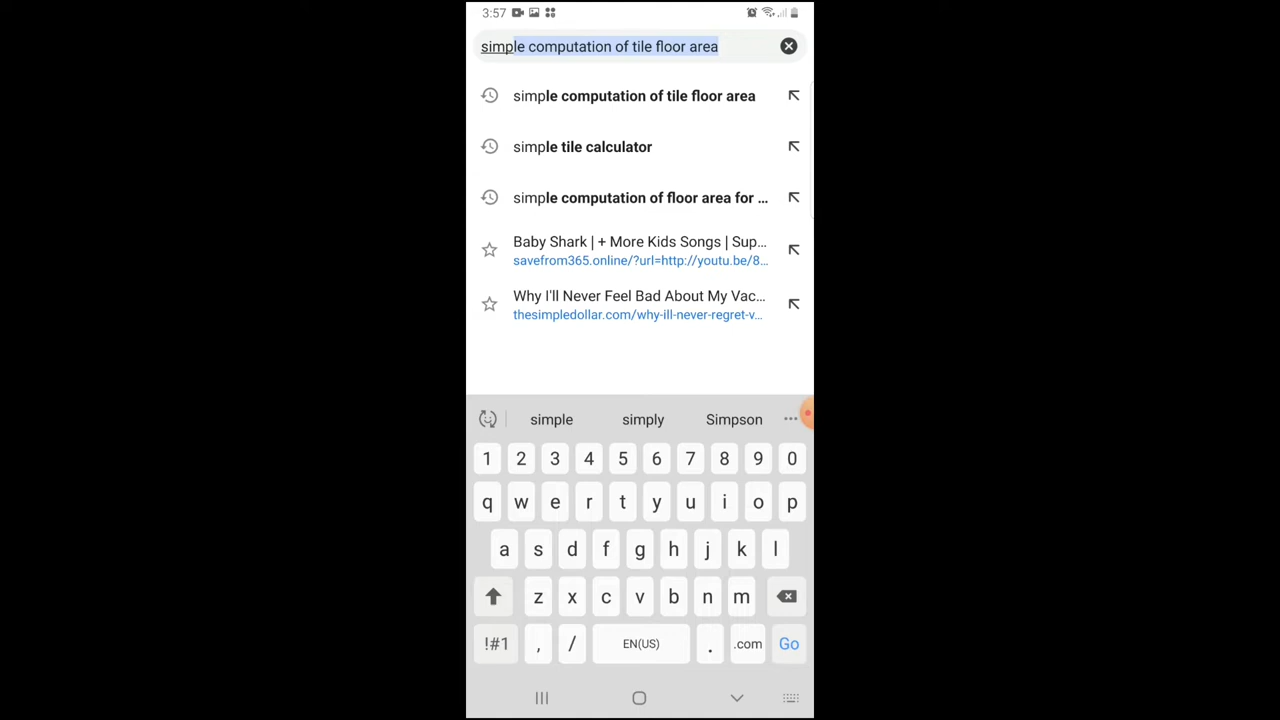 3:57
simple computation of tile floor area
simple computation of tile floor area
simple tile calculator
simple computation of floor area for ...
Baby Shark | + More Kids Songs | Sup...
savefrom365.online/?url=http://youtu.be/8...
Why I'll Never Feel Bad About My Vac...
thesimpledollar.com/why-ill-never-regret-v...
simple simply Simpson
1 2 3 4 5 6 7 8 9 0
q w e r t y u i o p
a s d f g h j k l
z x c v b n m
!#1 , / EN(US) . .com Go